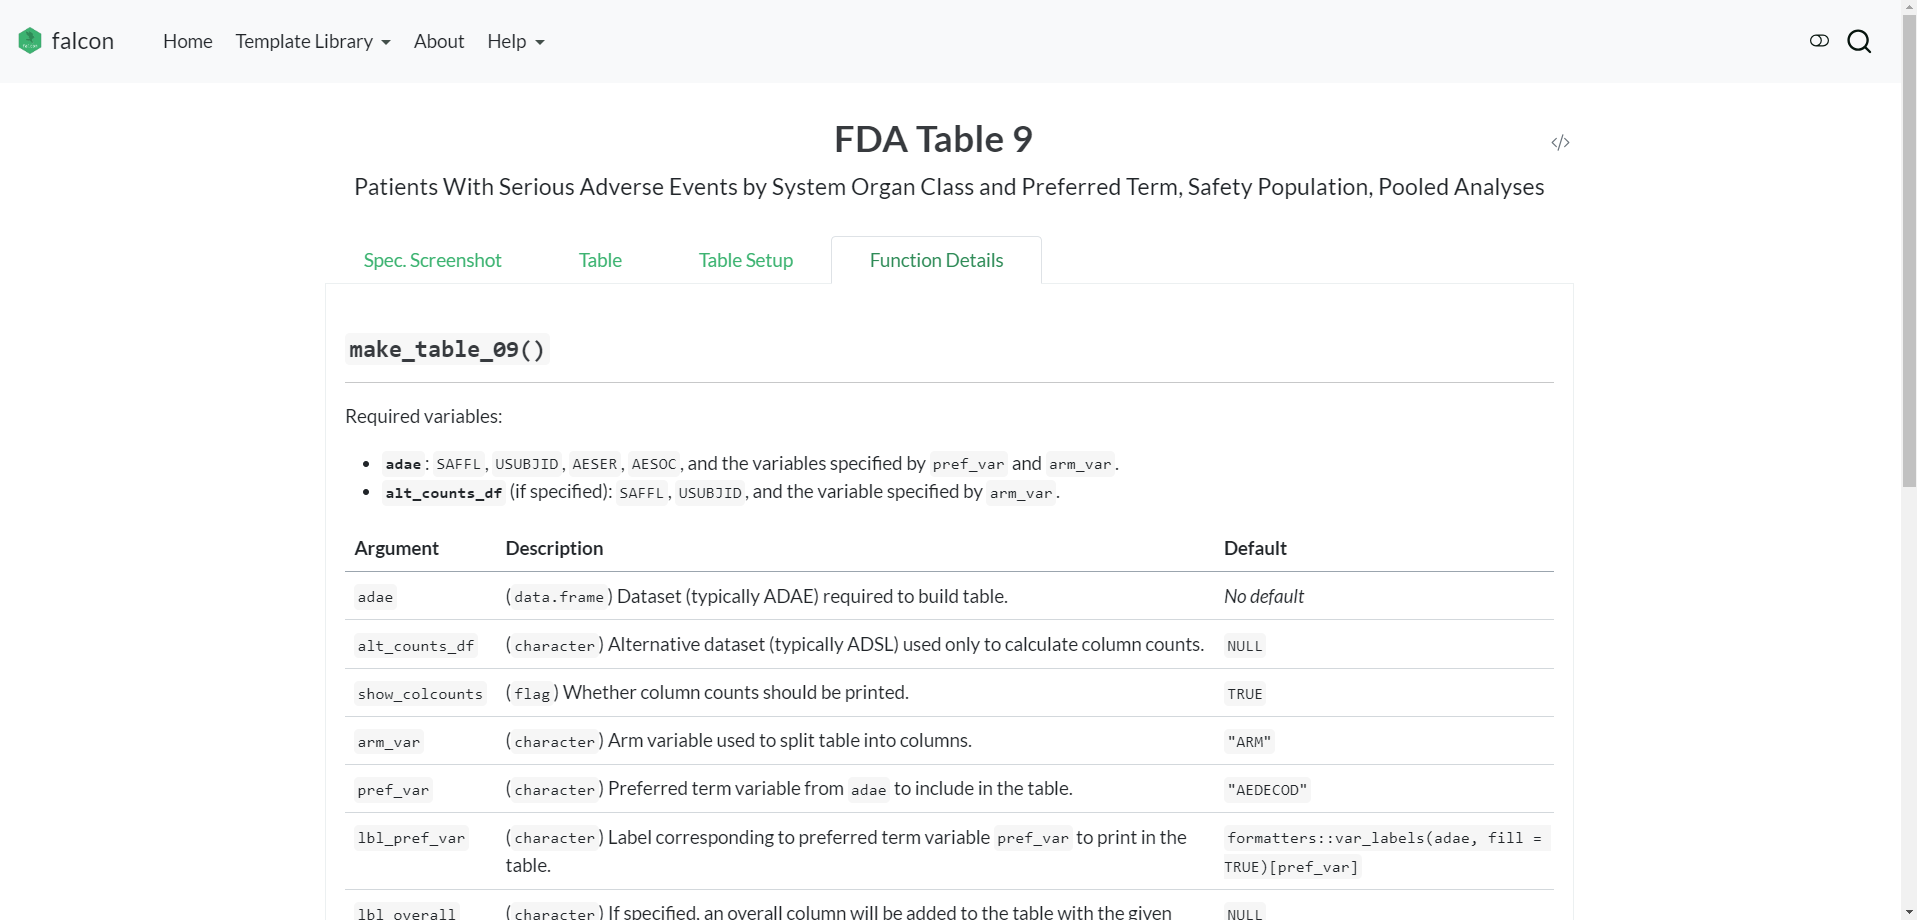 falcon Home Template Library About Help
FDA Table 9
Patients With Serious Adverse Events by System Organ Class and Preferred Term, Safety Population, Pooled Analyses
Spec. Screenshot Table Table Setup Function Details
make_table_09()
Required variables:
• adae: SAFFL, USUBJID, AESER, AESOC, and the variables specified by pref_var and arm_var.
• alt_counts_df (if specified): SAFFL, USUBJID, and the variable specified by arm_var.
Argument Description Default
adae (data.frame) Dataset (typically ADAE) required to build table. No default
alt_counts_df (character) Alternative dataset (typically ADSL) used only to calculate column counts. NULL
show_colcounts (flag) Whether column counts should be printed. TRUE
arm_var (character) Arm variable used to split table into columns. "ARM"
pref_var (character) Preferred term variable from adae to include in the table. "AEDECOD"
lbl_pref_var (character) Label corresponding to preferred term variable pref_var to print in the formatters::var_labels(adae, fill =
table. TRUE)[pref_var]
lbl_overall (character) If specified, an overall column will be added to the table with the given NULL